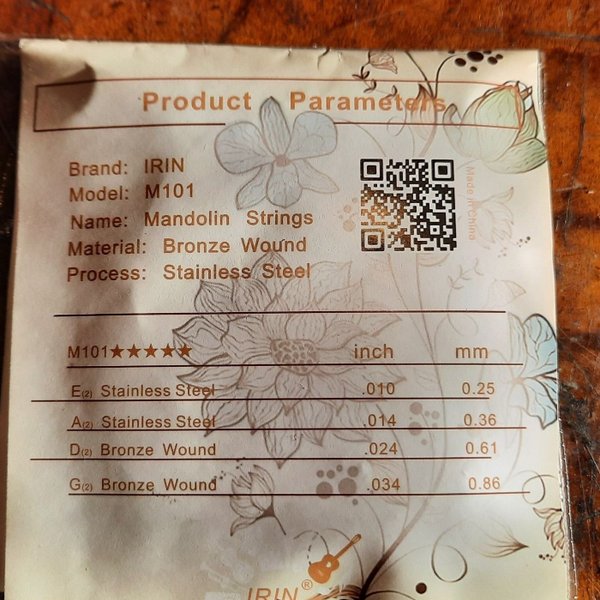 Product Parameters
Brand: IRIN
Model: M101
Name: Mandolin Strings
Material: Bronze Wound
Process: Stainless Steel
Made in China
M101★★★★★ inch mm
E(2) Stainless Steel .010 0.25
A(2) Stainless Steel .014 0.36
D(2) Bronze Wound .024 0.61
G(2) Bronze Wound .034 0.86
IRIN®